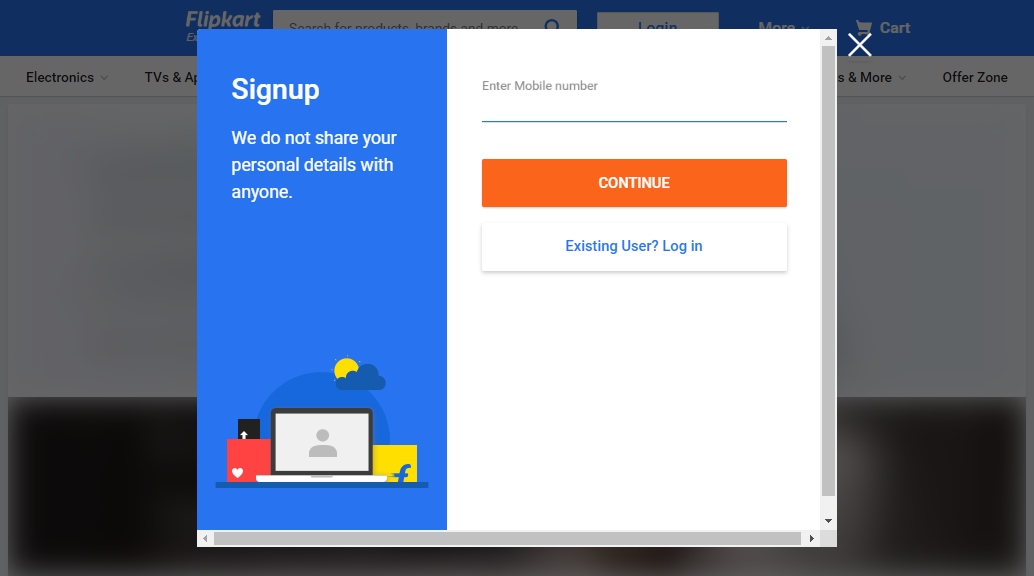 Flipkart
Search for products, brands and more
Login
More
Cart
Electronics
TVs & Ap
s & More
Offer Zone
Signup
We do not share your
personal details with
anyone.
Enter Mobile number
CONTINUE
Existing User? Log in